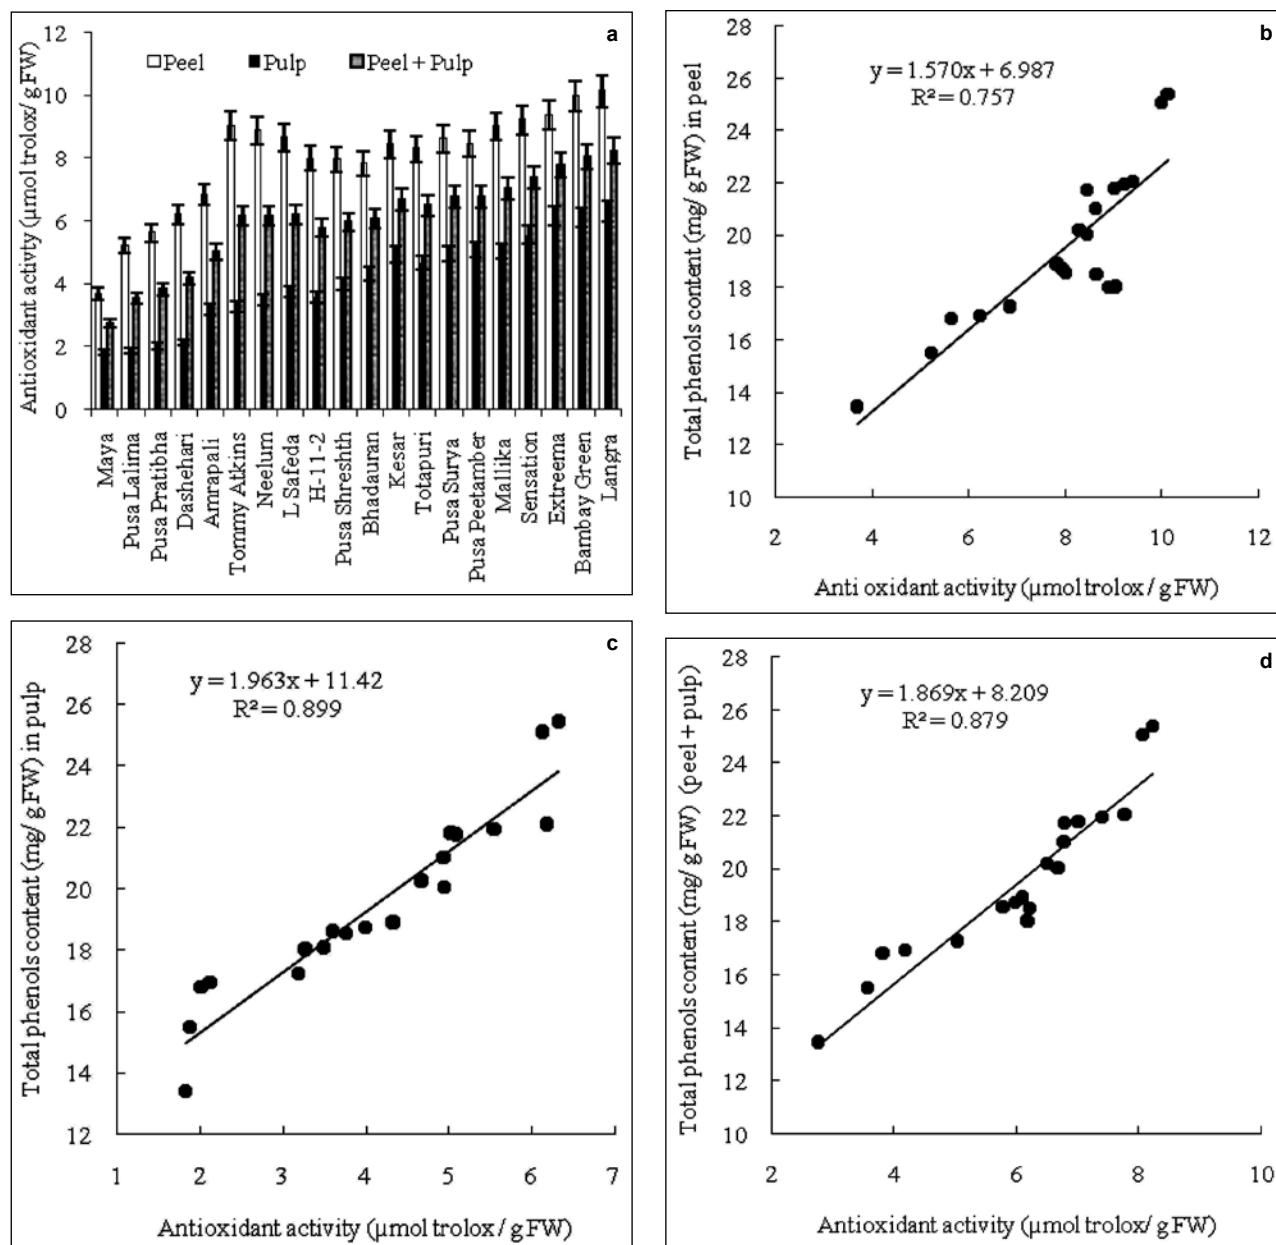 a
12
10
8
6
4
2
0
Antioxidant activty (μmol trolox/ gFW)
Peel Pulp Peel + Pulp
Maya
Pusa Lalima
Pusa Pratibha
Dashehari
Amrapali
Tommy Atkins
Neelum
L Safeda
H-11-2
Pusa Shreshth
Bhadauran
Kesar
Totapuri
Pusa Surya
Pusa Peetamber
Mallika
Sensation
Extreema
Bambay Green
Langra
b
y = 1.570x + 6.987
R² = 0.757
28
26
24
22
20
18
16
14
12
10
Total phenols content (mg/ gFW) in peel
2 4 6 8 10 12
Anti oxidant activity (μmol trolox / gFW)
c
y = 1.963x + 11.42
R² = 0.899
28
26
24
22
20
18
16
14
12
Total phenols content (mg/ gFW) in pulp
1 2 3 4 5 6 7
Antioxidant activity (μmol trolox / gFW)
d
y = 1.869x + 8.209
R² = 0.879
28
26
24
22
20
18
16
14
12
10
Total phenols content (mg/ gFW) (peel + pulp)
2 4 6 8 10
Antioxidant activity (μmol trolox/ gFW)